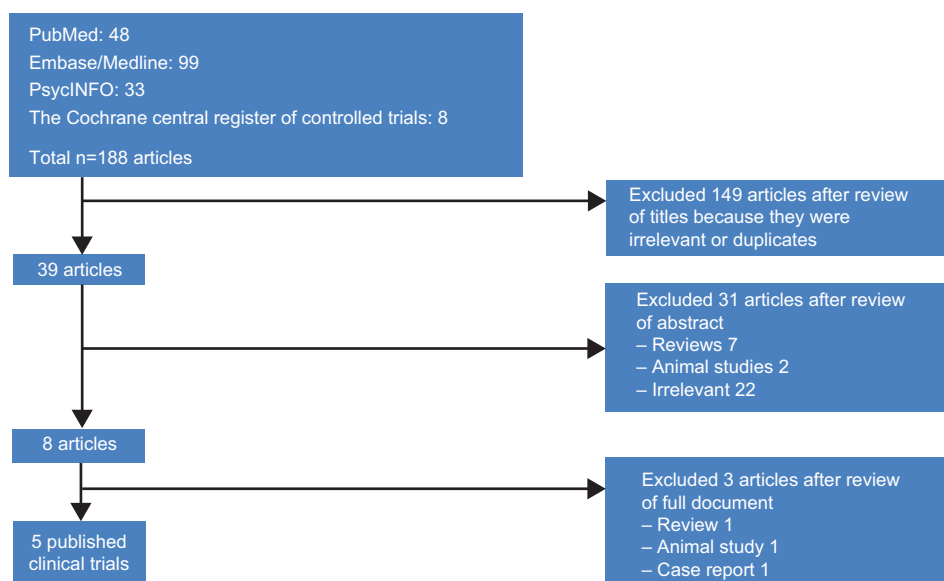 PubMed: 48
Embase/Medline: 99
PsycINFO: 33
The Cochrane central register of controlled trials: 8
Total n=188 articles
Excluded 149 articles after review
of titles because they were
irrelevant or duplicates
39 articles
Excluded 31 articles after review
of abstract
– Reviews 7
– Animal studies 2
– Irrelevant 22
8 articles
Excluded 3 articles after review
of full document
– Review 1
– Animal study 1
– Case report 1
5 published
clinical trials